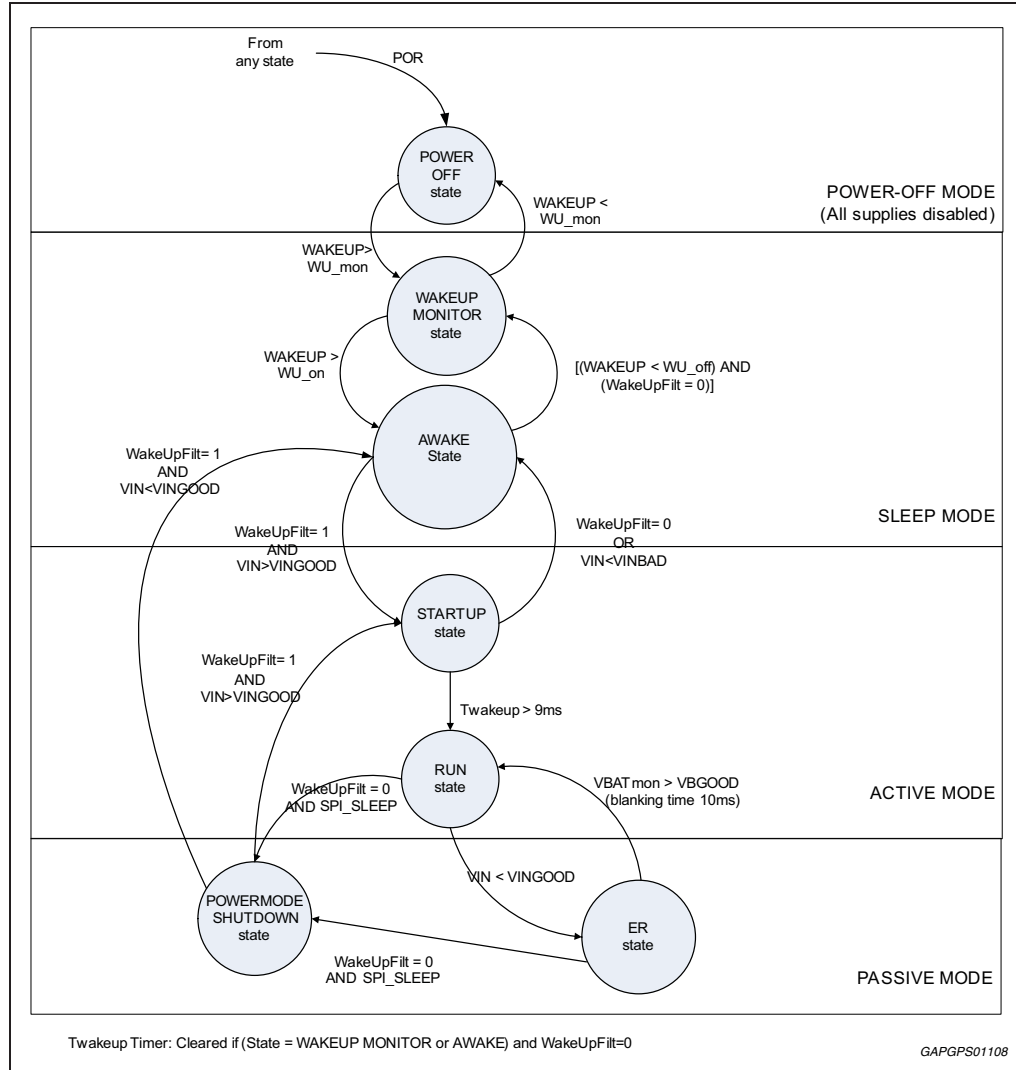 From
any state
POR
POWER
OFF
state
WAKEUP <
WU_mon
POWER-OFF MODE
(All supplies disabled)
WAKEUP>
WU_mon
WAKEUP
MONITOR
state
WAKEUP >
WU_on
[(WAKEUP < WU_off) AND
(WakeUpFilt = 0)]
AWAKE
State
WakeUpFilt= 1
AND
VIN<VINGOOD
SLEEP MODE
WakeUpFilt= 1
AND
VIN>VINGOOD
WakeUpFilt= 0
OR
VIN<VINBAD
STARTUP
state
WakeUpFilt= 1
AND
VIN>VINGOOD
Twakeup > 9ms
RUN
state
VBATmon > VBGOOD
(blanking time 10ms)
ACTIVE MODE
WakeUpFilt = 0
AND SPI_SLEEP
VIN < VINGOOD
POWERMODE
SHUTDOWN
state
ER
state
WakeUpFilt = 0
AND SPI_SLEEP
PASSIVE MODE
Twakeup Timer: Cleared if (State = WAKEUP MONITOR or AWAKE) and WakeUpFilt=0
GAPGPS01108